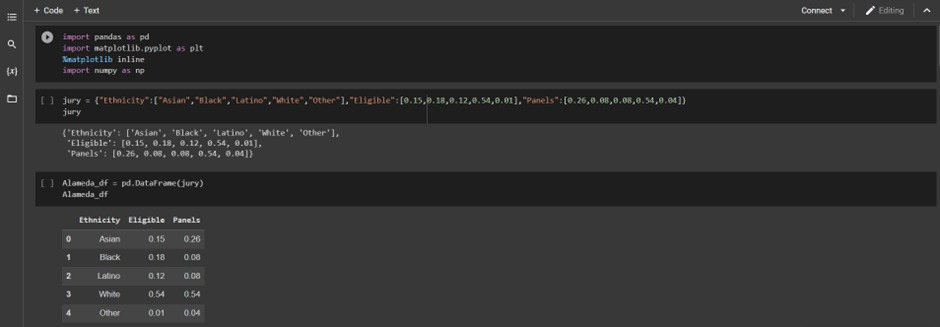 + Code + Text
Connect
Editing
{x}
import pandas as pd
import matplotlib.pyplot as plt
%matplotlib inline
import numpy as np
[ ] jury = {"Ethnicity":["Asian","Black","Latino","White","Other"],"Eligible":[0.15,0.18,0.12,0.54,0.01],"Panels":[0.26,0.08,0.08,0.54,0.04]}
jury
{'Ethnicity': ['Asian', 'Black', 'Latino', 'White', 'Other'],
'Eligible': [0.15, 0.18, 0.12, 0.54, 0.01],
'Panels': [0.26, 0.08, 0.08, 0.54, 0.04]}
[ ] Alameda_df = pd.DataFrame(jury)
Alameda_df
Ethnicity Eligible Panels
0 Asian 0.15 0.26
1 Black 0.18 0.08
2 Latino 0.12 0.08
3 White 0.54 0.54
4 Other 0.01 0.04